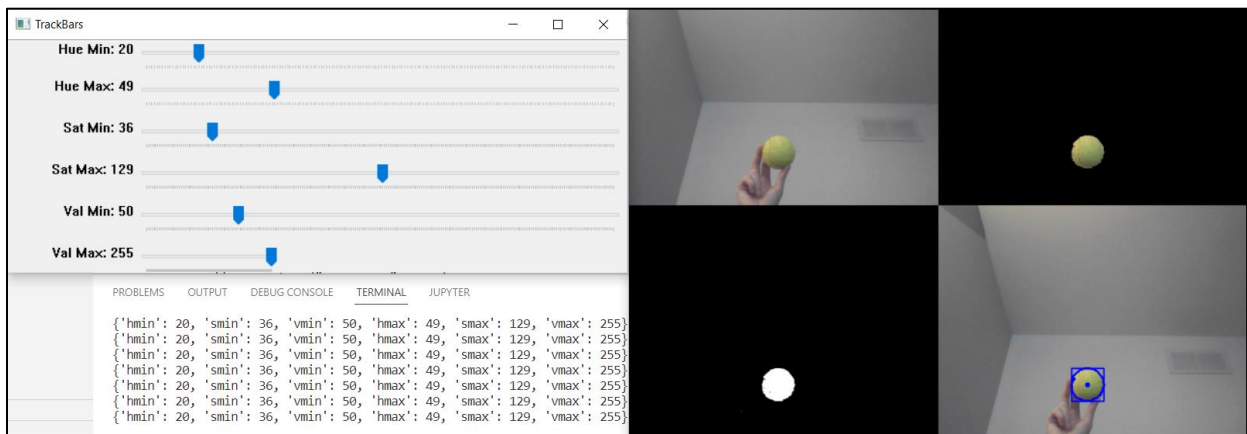 TrackBars
Hue Min: 20
Hue Max: 49
Sat Min: 36
Sat Max: 129
Val Min: 50
Val Max: 255
PROBLEMS OUTPUT DEBUG CONSOLE TERMINAL JUPYTER
{'hmin': 20, 'smin': 36, 'vmin': 50, 'hmax': 49, 'smax': 129, 'vmax': 255}
{'hmin': 20, 'smin': 36, 'vmin': 50, 'hmax': 49, 'smax': 129, 'vmax': 255}
{'hmin': 20, 'smin': 36, 'vmin': 50, 'hmax': 49, 'smax': 129, 'vmax': 255}
{'hmin': 20, 'smin': 36, 'vmin': 50, 'hmax': 49, 'smax': 129, 'vmax': 255}
{'hmin': 20, 'smin': 36, 'vmin': 50, 'hmax': 49, 'smax': 129, 'vmax': 255}
{'hmin': 20, 'smin': 36, 'vmin': 50, 'hmax': 49, 'smax': 129, 'vmax': 255}
{'hmin': 20, 'smin': 36, 'vmin': 50, 'hmax': 49, 'smax': 129, 'vmax': 255}